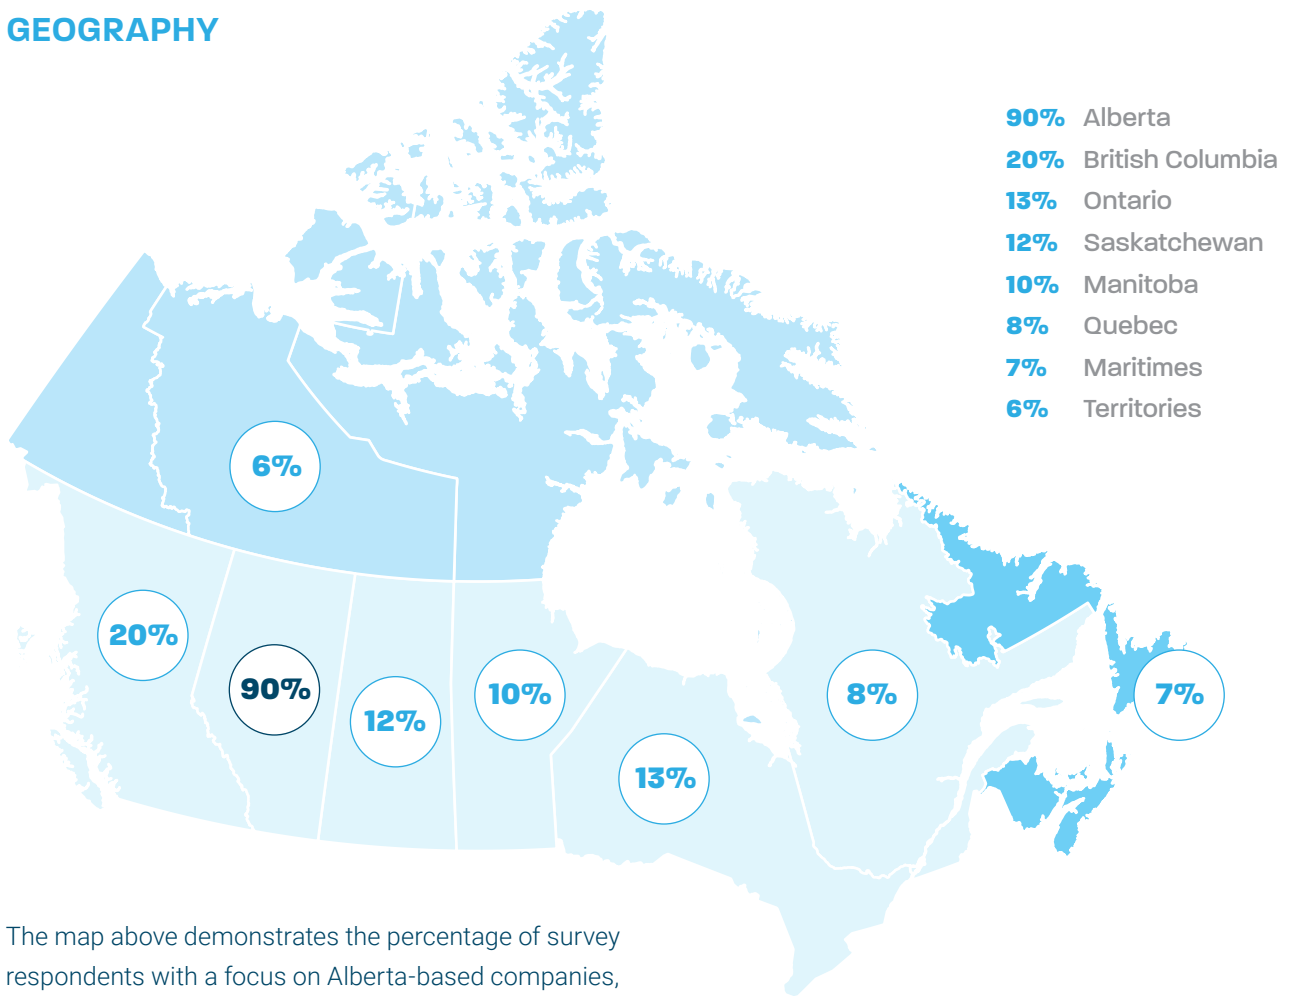 GEOGRAPHY
90% Alberta
20% British Columbia
13% Ontario
12% Saskatchewan
10% Manitoba
8% Quebec
7% Maritimes
6% Territories
6%
20%
90%
12%
10%
13%
8%
7%
The map above demonstrates the percentage of survey
respondents with a focus on Alberta-based companies,